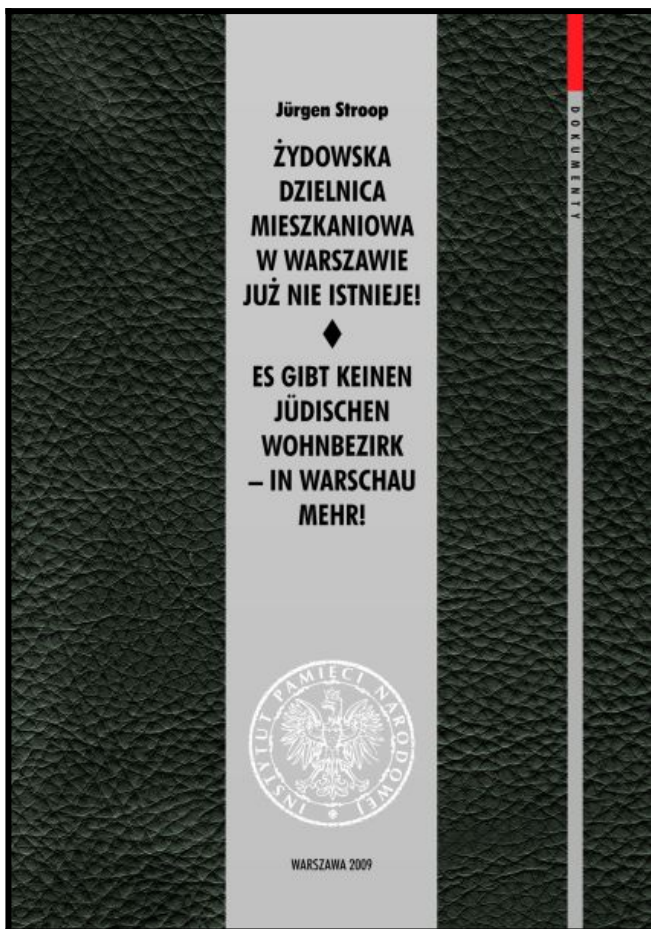 Jürgen Stroop
ŻYDOWSKA
DZIELNICA
MIESZKANIOWA
W WARSZAWIE
JUŻ NIE ISTNIEJE!
ES GIBT KEINEN
JÜDISCHEN
WOHNBEZIRK
– IN WARSCHAU
MEHR!
INSTYTUT PAMIĘCI NARODOWEJ
WARSZAWA 2009
DOKUMENTY